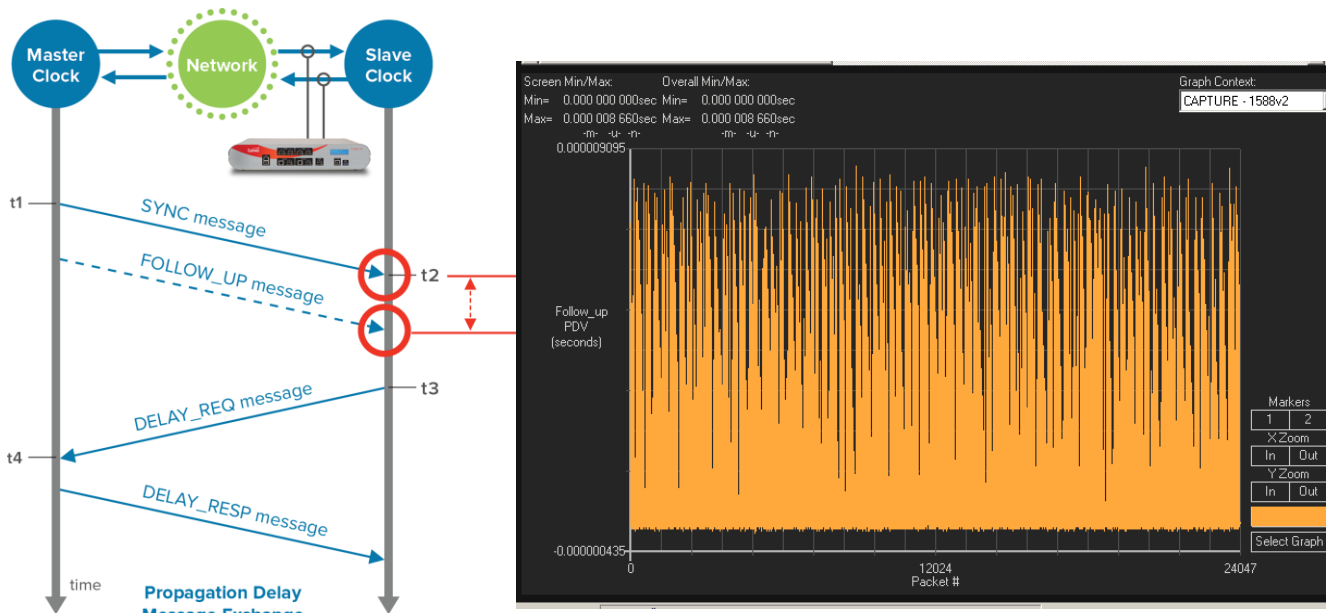 Master
Clock
Network
Slave
Clock
t1
SYNC message
FOLLOW_UP message
t2
t3
DELAY_REQ message
t4
DELAY_RESP message
time
Propagation Delay
Message Exchange
Screen Min/Max: Overall Min/Max:
Min= 0.000 000 000sec Min= 0.000 000 000sec
Max= 0.000 008 660sec Max= 0.000 008 660sec
-m- -u- -n- -m- -u- -n-
Graph Context:
CAPTURE - 1588v2
0.000009095
Follow_up
PDV
(seconds)
-0.000000435
0 12024 24047
Packet #
Markers
1 2
X Zoom
In Out
Y Zoom
In Out
Select Graph